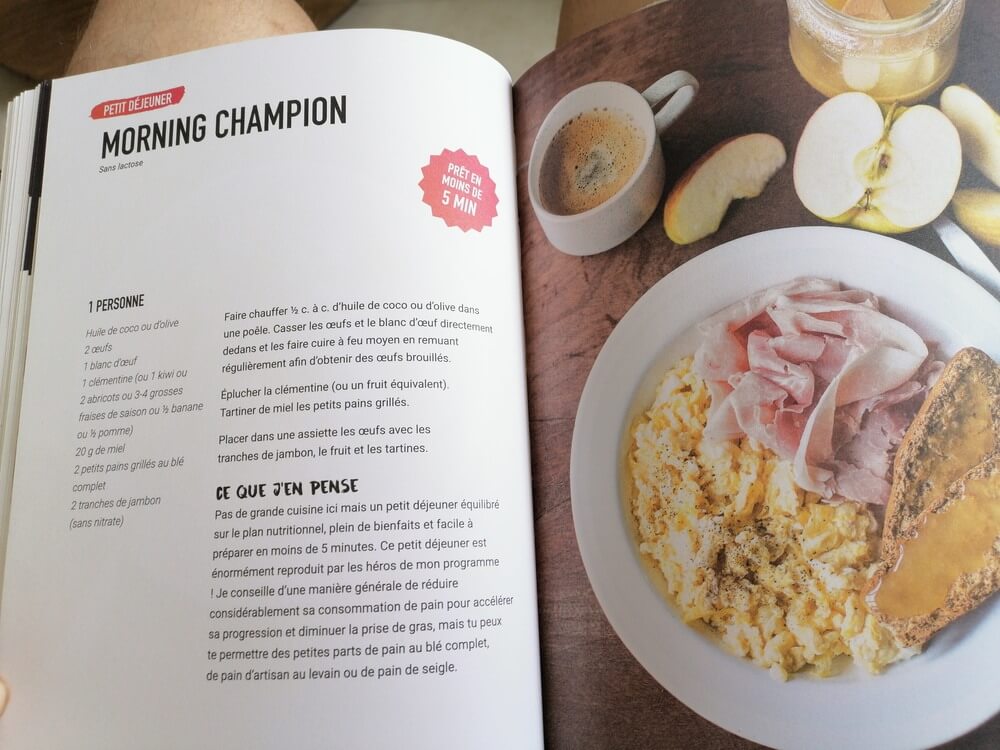 PETIT DÉJEUNER
MORNING CHAMPION
Sans lactose
PRÊT EN
MOINS DE
5 MIN
1 PERSONNE
Huile de coco ou d'olive
2 œufs
1 blanc d'œuf
1 clémentine (ou 1 kiwi ou
2 abricots ou 3-4 grosses
fraises de saison ou ½ banane
ou ½ pomme)
20 g de miel
2 petits pains grillés au blé
complet
2 tranches de jambon
(sans nitrate)
Faire chauffer ½ c. à c. d'huile de coco ou d'olive dans
une poêle. Casser les œufs et le blanc d'œuf directement
dedans et les faire cuire à feu moyen en remuant
régulièrement afin d'obtenir des œufs brouillés.
Éplucher la clémentine (ou un fruit équivalent).
Tartiner de miel les petits pains grillés.
Placer dans une assiette les œufs avec les
tranches de jambon, le fruit et les tartines.
CE QUE J'EN PENSE
Pas de grande cuisine ici mais un petit déjeuner équilibré
sur le plan nutritionnel, plein de bienfaits et facile à
préparer en moins de 5 minutes. Ce petit déjeuner est
énormément reproduit par les héros de mon programme
! Je conseille d'une manière générale de réduire
considérablement sa consommation de pain pour accélérer
sa progression et diminuer la prise de gras, mais tu peux
te permettre des petites parts de pain au blé complet,
de pain d'artisan au levain ou de pain de seigle.